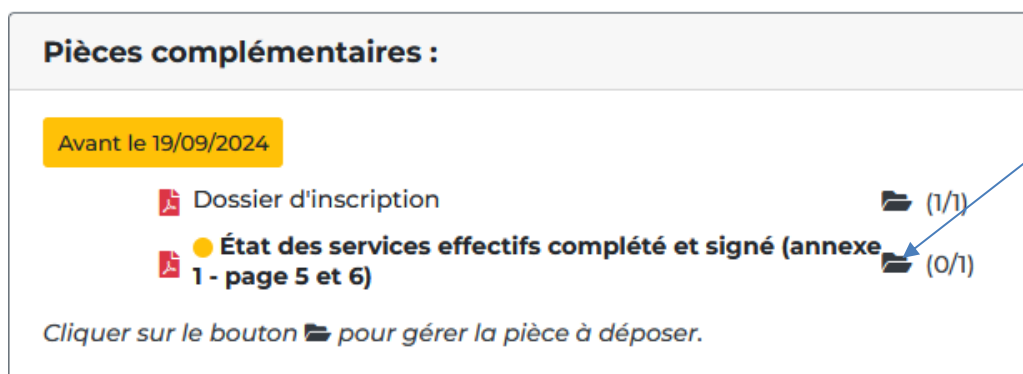 Pièces complémentaires :
Avant le 19/09/2024
Dossier d'inscription (1/1)
État des services effectifs complété et signé (annexe
1 - page 5 et 6) (0/1)
Cliquer sur le bouton pour gérer la pièce à déposer.